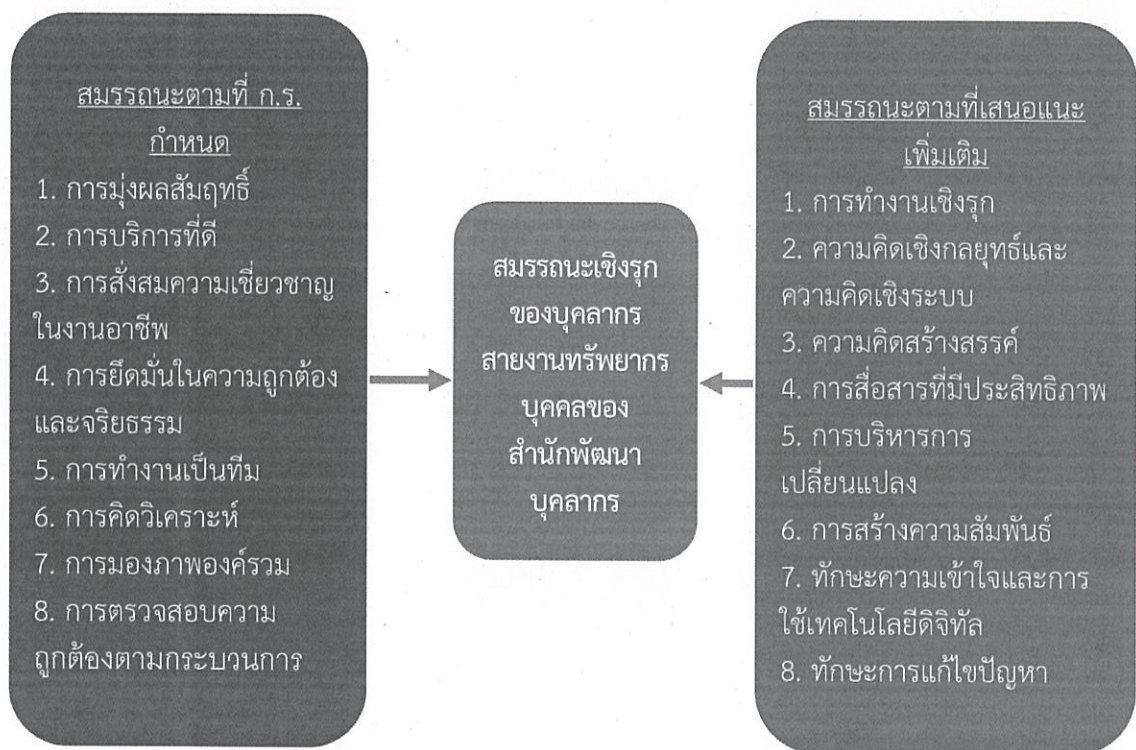 สมรรถนะตามที่ ก.ร.
กำหนด
1. การมุ่งผลสัมฤทธิ์
2. การบริการที่ดี
3. การสั่งสมความเชี่ยวชาญ
ในงานอาชีพ
4. การยึดมั่นในความถูกต้อง
และจริยธรรม
5. การทำงานเป็นทีม
6. การคิดวิเคราะห์
7. การมองภาพองค์รวม
8. การตรวจสอบความ
ถูกต้องตามกระบวนการ
สมรรถนะเชิงรุก
ของบุคลากร
สายงานทรัพยากร
บุคคลของ
สำนักพัฒนา
บุคลากร
สมรรถนะตามที่เสนอแนะ
เพิ่มเติม
1. การทำงานเชิงรุก
2. ความคิดเชิงกลยุทธ์และ
ความคิดเชิงระบบ
3. ความคิดสร้างสรรค์
4. การสื่อสารที่มีประสิทธิภาพ
5. การบริหารการ
เปลี่ยนแปลง
6. การสร้างความสัมพันธ์
7. ทักษะความเข้าใจและการ
ใช้เทคโนโลยีดิจิทัล
8. ทักษะการแก้ไขปัญหา